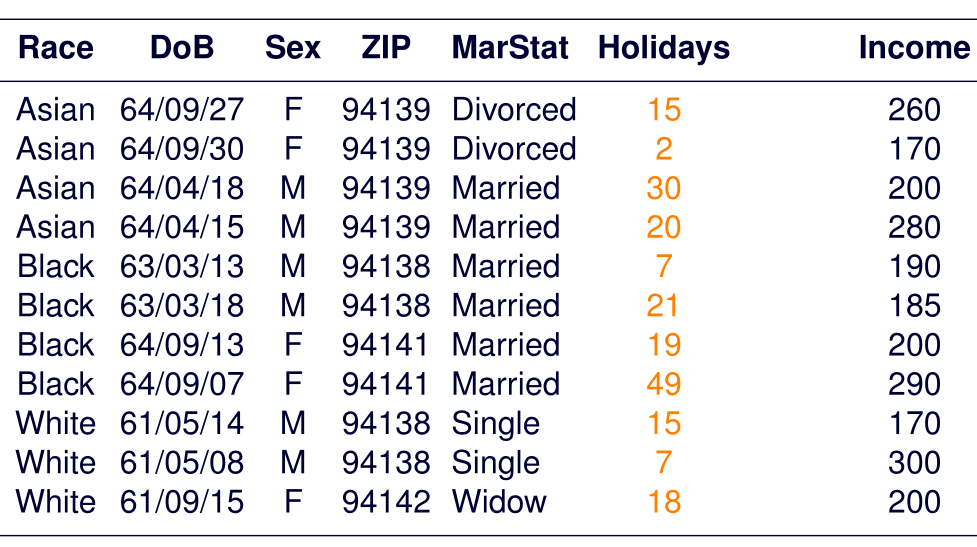 Race DoB Sex ZIP MarStat Holidays Income
Asian 64/09/27 F 94139 Divorced 15 260
Asian 64/09/30 F 94139 Divorced 2 170
Asian 64/04/18 M 94139 Married 30 200
Asian 64/04/15 M 94139 Married 20 280
Black 63/03/13 M 94138 Married 7 190
Black 63/03/18 M 94138 Married 21 185
Black 64/09/13 F 94141 Married 19 200
Black 64/09/07 F 94141 Married 49 290
White 61/05/14 M 94138 Single 15 170
White 61/05/08 M 94138 Single 7 300
White 61/09/15 F 94142 Widow 18 200